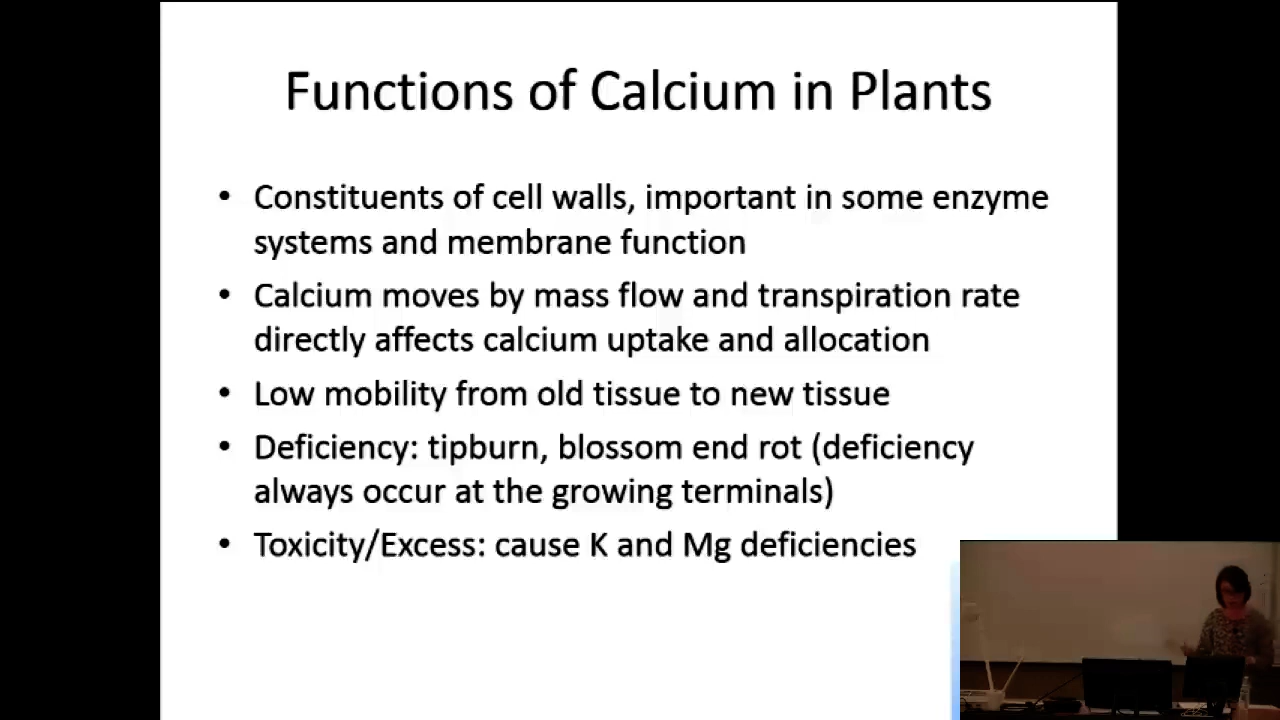 Functions of Calcium in Plants
• Constituents of cell walls, important in some enzyme
systems and membrane function
• Calcium moves by mass flow and transpiration rate
directly affects calcium uptake and allocation
• Low mobility from old tissue to new tissue
• Deficiency: tipburn, blossom end rot (deficiency
always occur at the growing terminals)
• Toxicity/Excess: cause K and Mg deficiencies